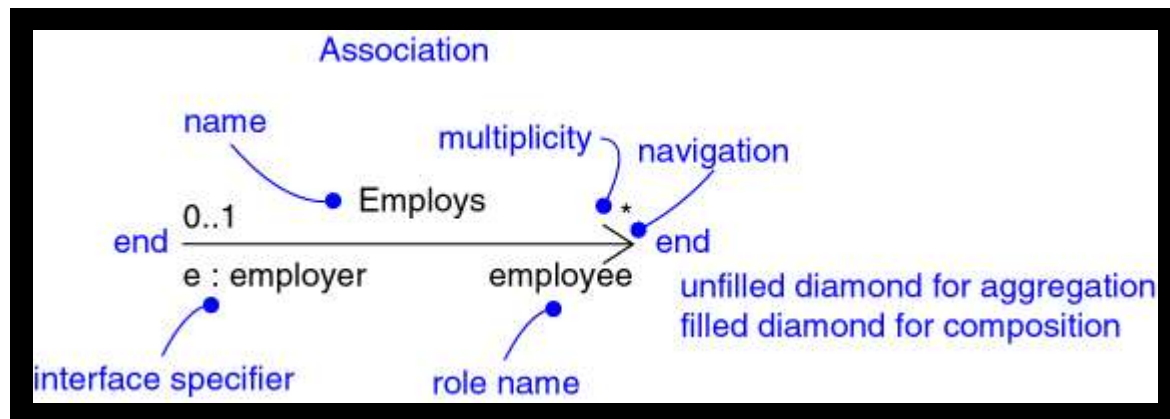 Association
name
multiplicity
navigation
Employs
0..1
*
end
end
e : employer
employee
unfilled diamond for aggregation
filled diamond for composition
interface specifier
role name